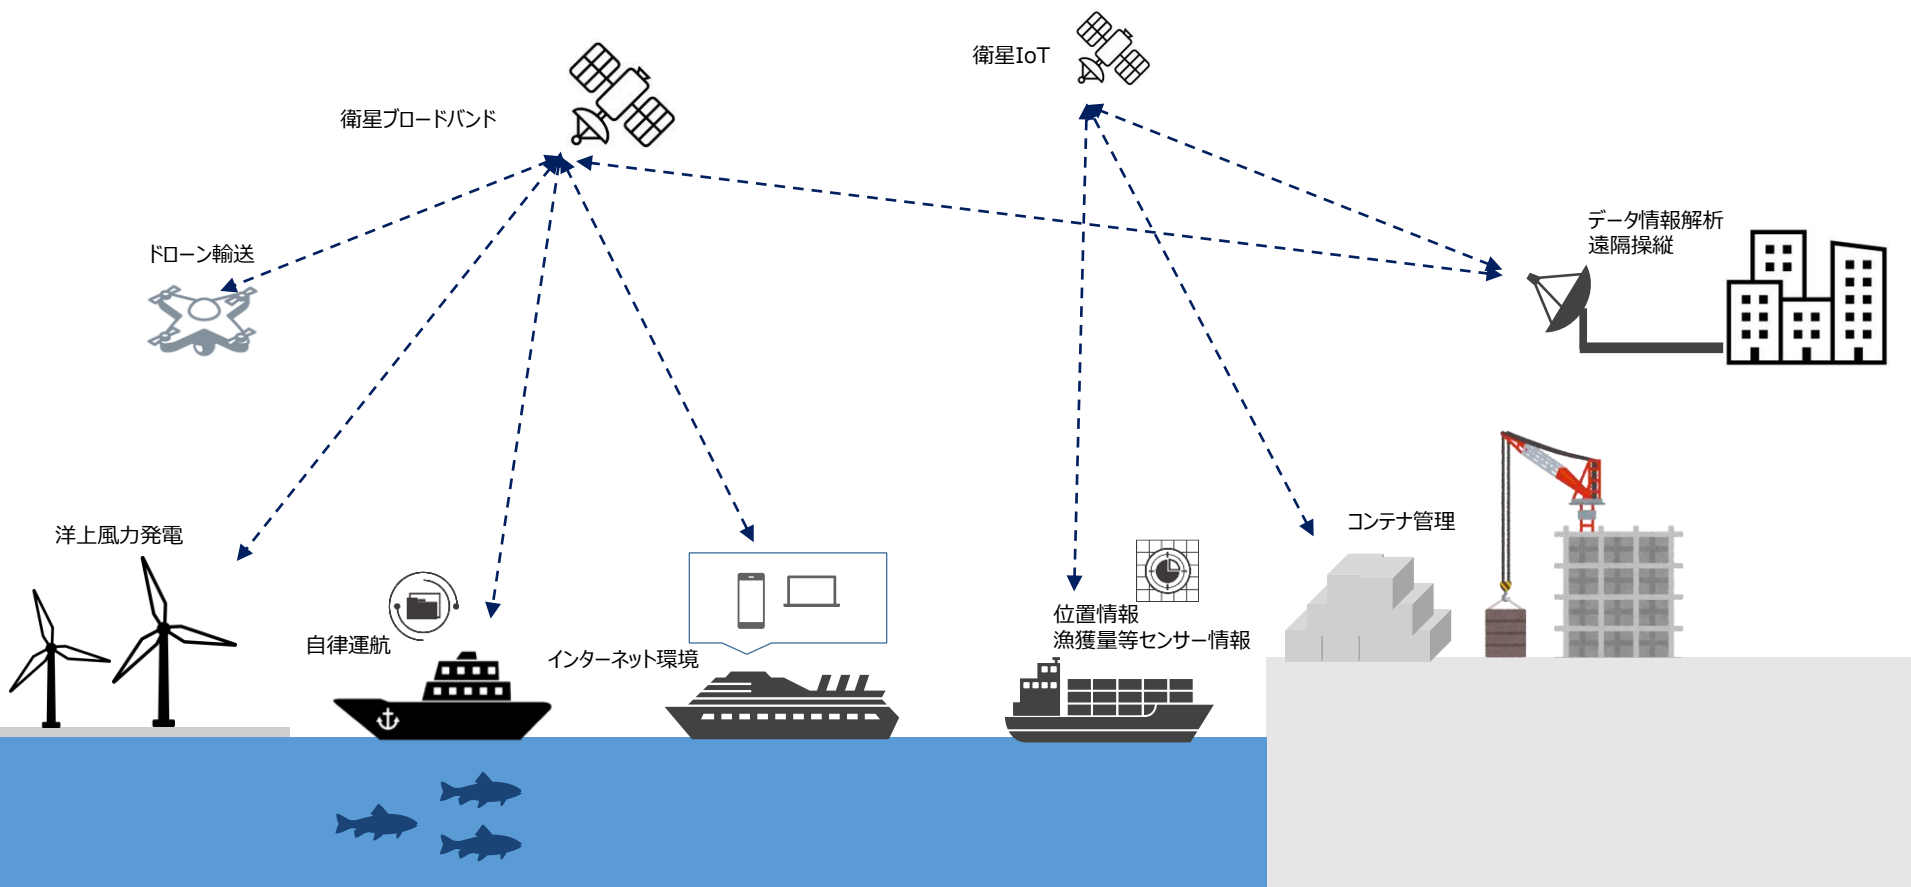 衛星IoT
衛星ブロードバンド
データ情報解析
遠隔操縦
ドローン輸送
コンテナ管理
洋上風力発電
位置情報
漁獲量等センサー情報
自律運航
インターネット環境